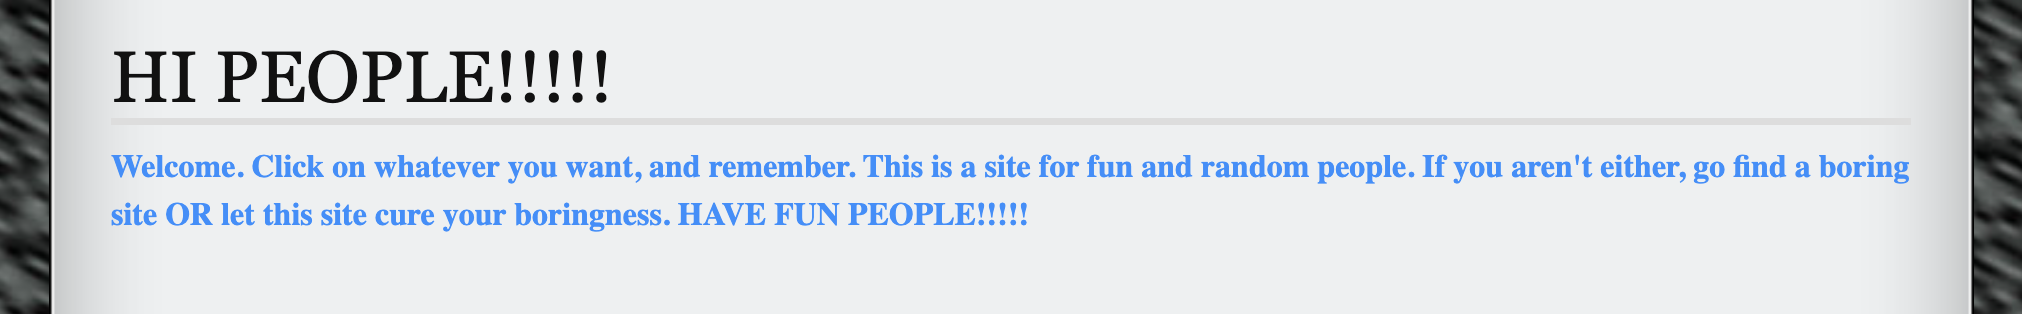 HI PEOPLE!!!!!
Welcome. Click on whatever you want, and remember. This is a site for fun and random people. If you aren't either, go find a boring
site OR let this site cure your boringness. HAVE FUN PEOPLE!!!!!